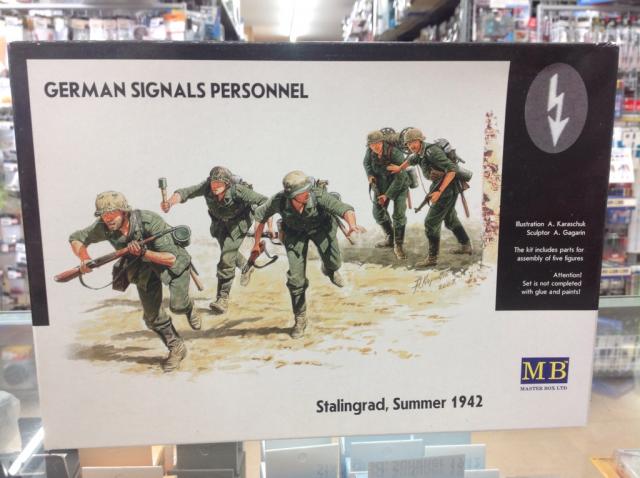 GERMAN SIGNALS PERSONNEL
Illustration A. Karaschuk
Sculptor A. Gagarin
The kit includes parts for
assembly of five figures
Attention!
Set is not completed
with glue and paints!
MB
MASTER BOX LTD
Stalingrad, Summer 1942